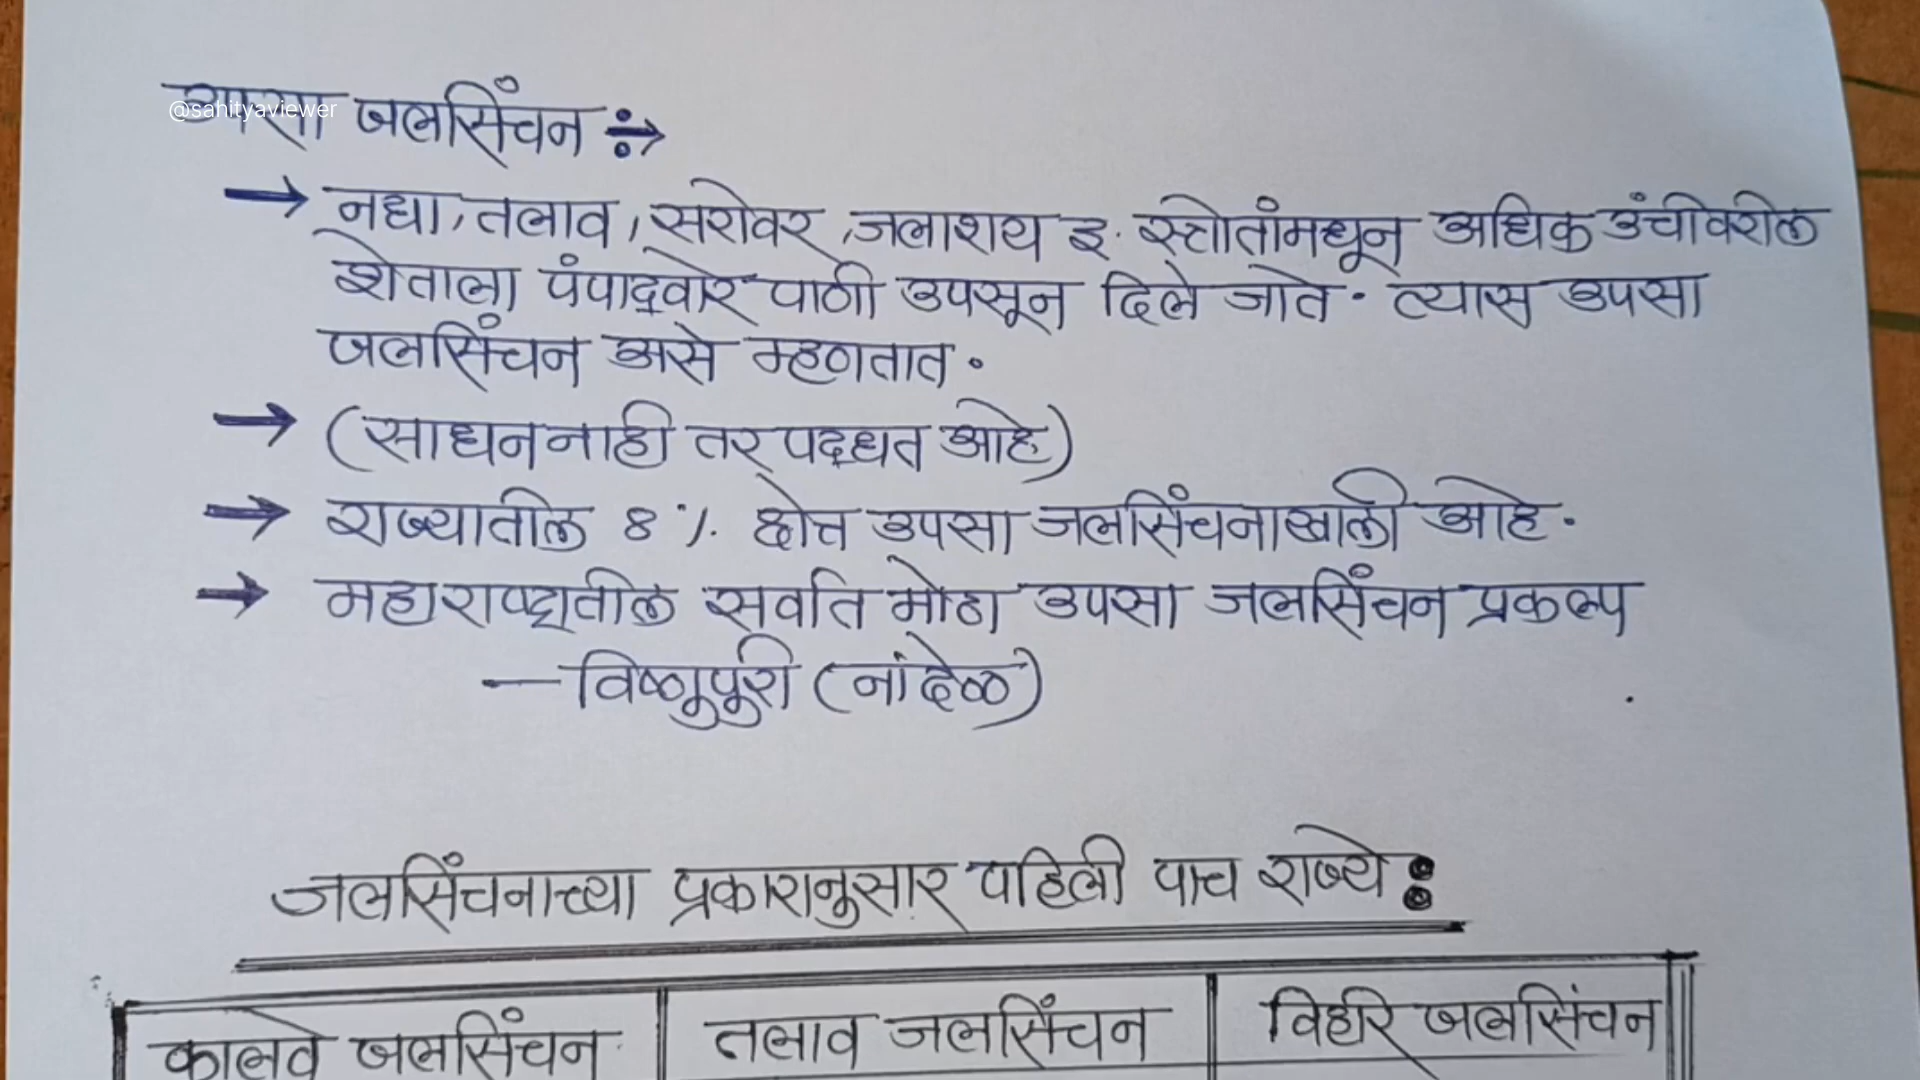 उपसा जलसिंचन ÷→
@sahityaviewer
→ नद्या, तलाव, सरोवर, जलाशय इ. स्त्रोतांमधून अधिक उंचीवरील
शेताला पंपाद्वारे पाणी उपसून दिले जाते. त्यास उपसा
जलसिंचन असे म्हणतात.
→ (साधन नाही तर पद्धत आहे)
→ राज्यातील 8 % क्षेत्र उपसा जलसिंचनाखाली आहे.
→ महाराष्ट्रातील सर्वात मोठा उपसा जलसिंचन प्रकल्प
— विष्णुपुरी (नांदेळ)
जलसिंचनाच्या प्रकारानुसार पहिली पाच राज्ये :
कालवे जलसिंचन तलाव जलसिंचन विहीर जलसिंचन